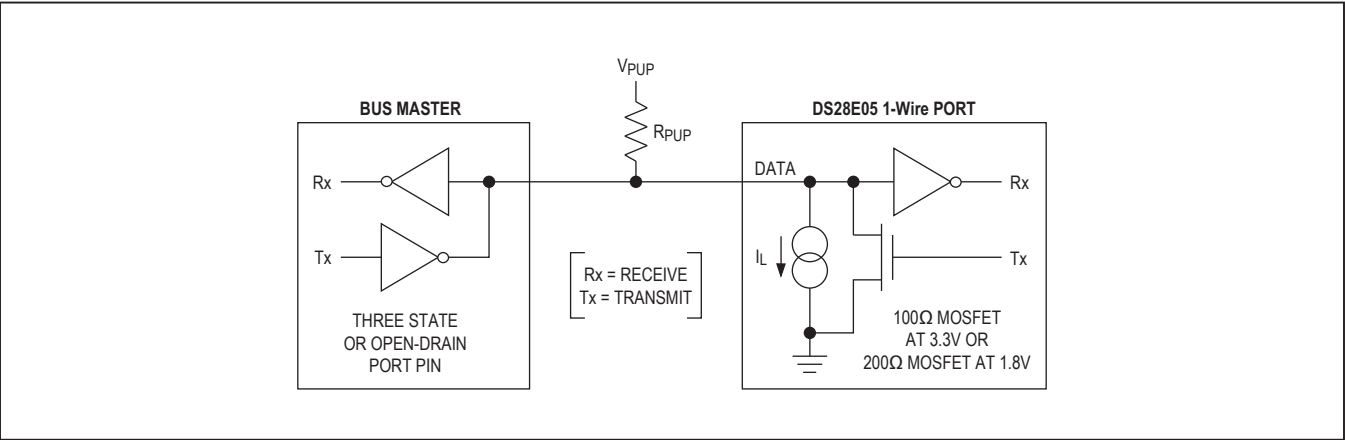 VPUP
RPUP
BUS MASTER
Rx
Tx
THREE STATE
OR OPEN-DRAIN
PORT PIN
Rx = RECEIVE
Tx = TRANSMIT
DS28E05 1-Wire PORT
DATA
Rx
IL
Tx
100Ω MOSFET
AT 3.3V OR
200Ω MOSFET AT 1.8V